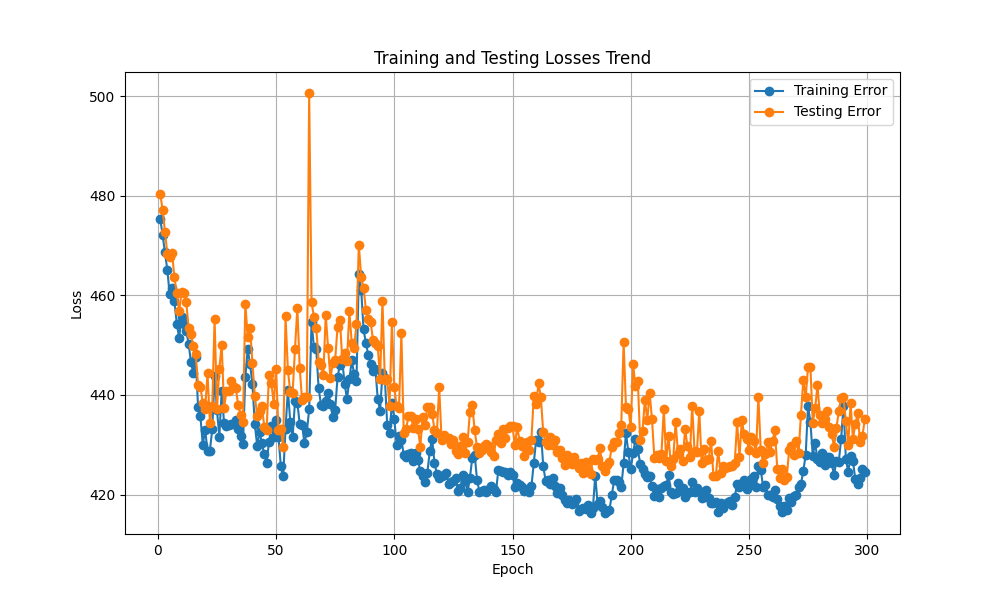 Training and Testing Losses Trend
Training Error
Testing Error
500
480
460
440
420
Loss
0
50
100
150
200
250
300
Epoch